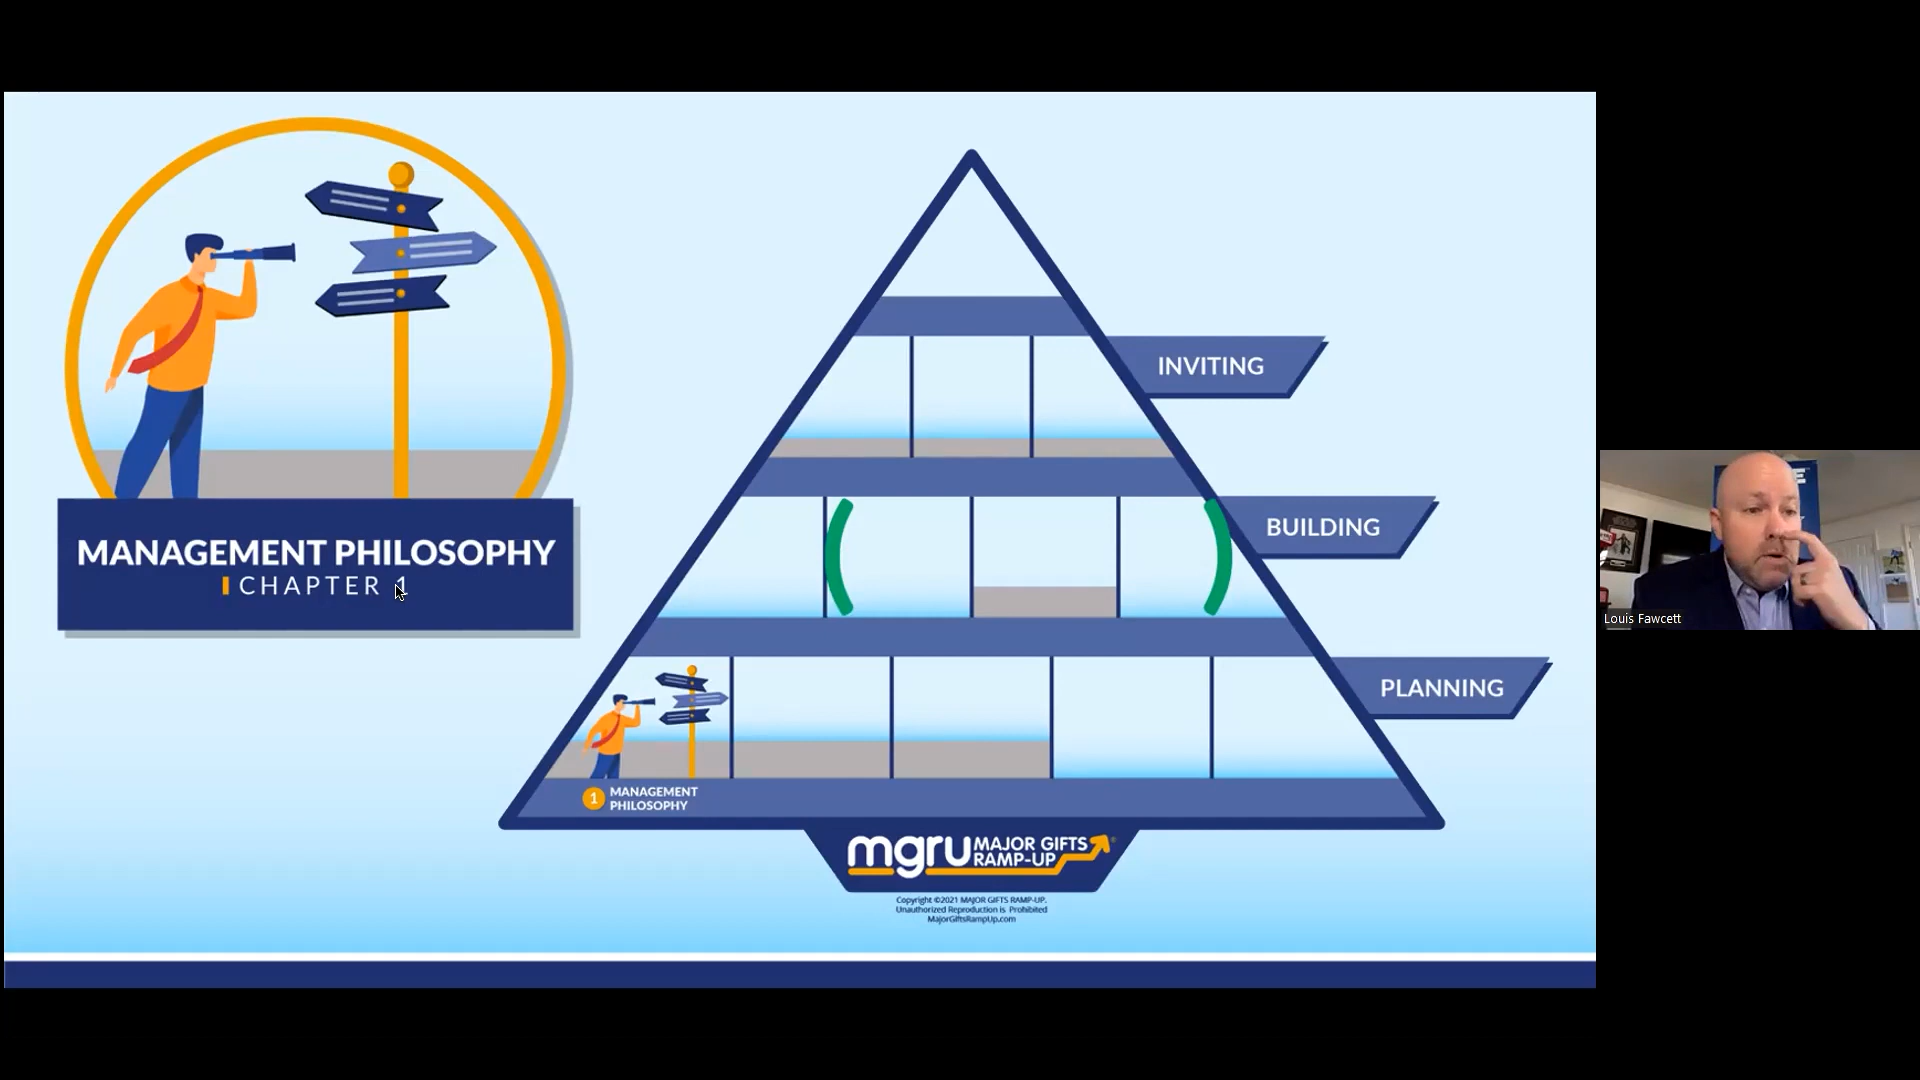 MANAGEMENT PHILOSOPHY
CHAPTER 1
INVITING
BUILDING
PLANNING
1 MANAGEMENT
PHILOSOPHY
mgru MAJOR GIFTS
RAMP-UP
Copyright ©2021 MAJOR GIFTS RAMP-UP.
Unauthorized Reproduction is Prohibited
MajorGiftsRampUp.com
Louis Fawcett